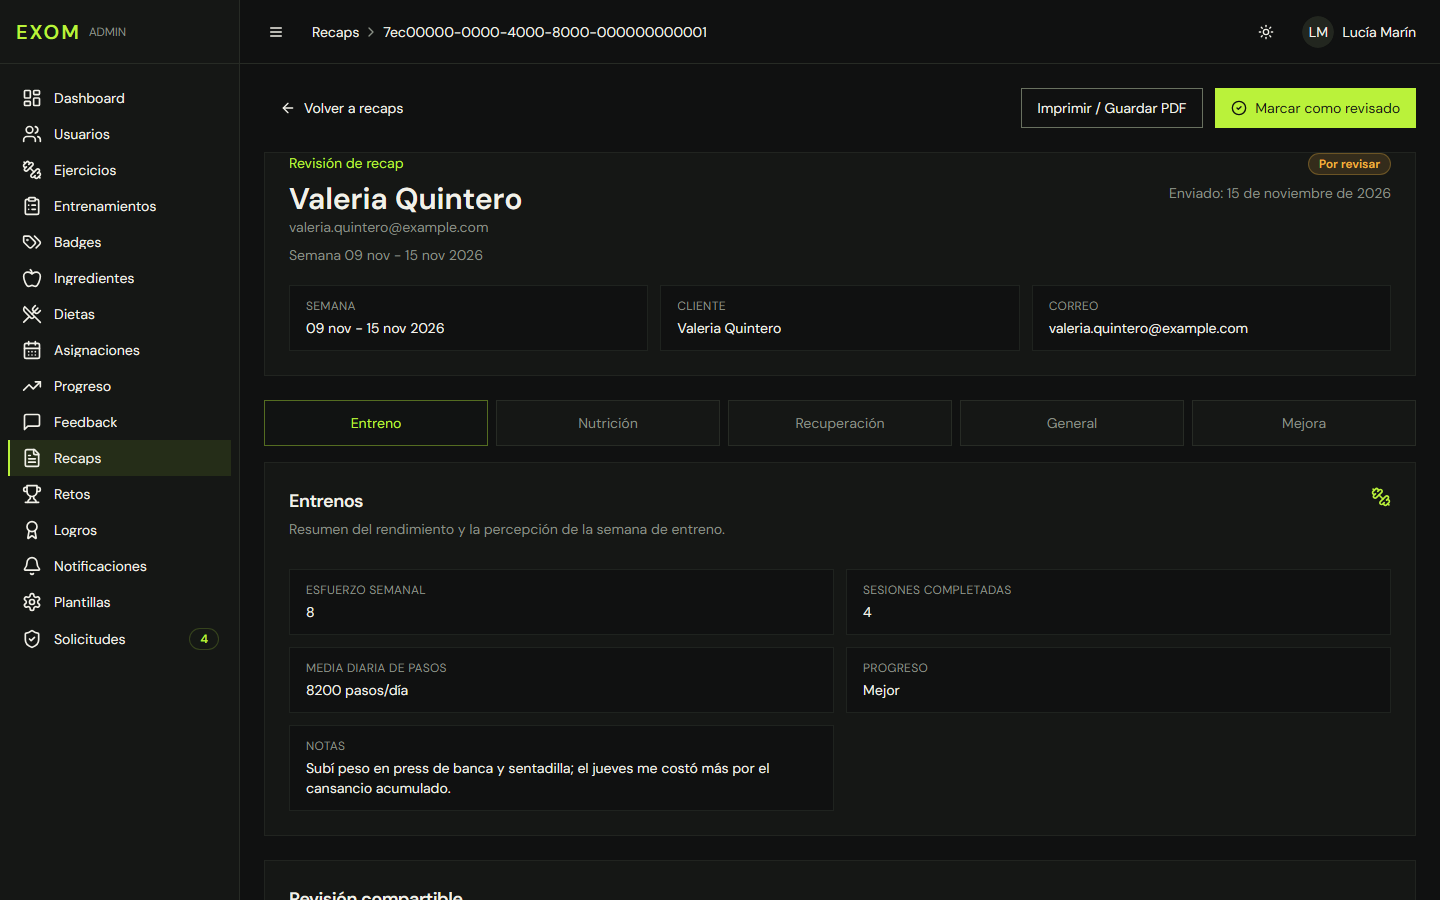 EXOM ADMIN
Recaps > 7ec00000-0000-4000-8000-000000000001
LM Lucía Marín
Dashboard
Usuarios
Ejercicios
Entrenamientos
Badges
Ingredientes
Dietas
Asignaciones
Progreso
Feedback
Recaps
Retos
Logros
Notificaciones
Plantillas
Solicitudes 4
Volver a recaps
Imprimir / Guardar PDF
Marcar como revisado
Revisión de recap
Por revisar
Valeria Quintero
Enviado: 15 de noviembre de 2026
valeria.quintero@example.com
Semana 09 nov - 15 nov 2026
SEMANA
09 nov - 15 nov 2026
CLIENTE
Valeria Quintero
CORREO
valeria.quintero@example.com
Entreno
Nutrición
Recuperación
General
Mejora
Entrenos
Resumen del rendimiento y la percepción de la semana de entreno.
ESFUERZO SEMANAL
8
SESIONES COMPLETADAS
4
MEDIA DIARIA DE PASOS
8200 pasos/día
PROGRESO
Mejor
NOTAS
Subí peso en press de banca y sentadilla; el jueves me costó más por el
cansancio acumulado.
Revisión compartible